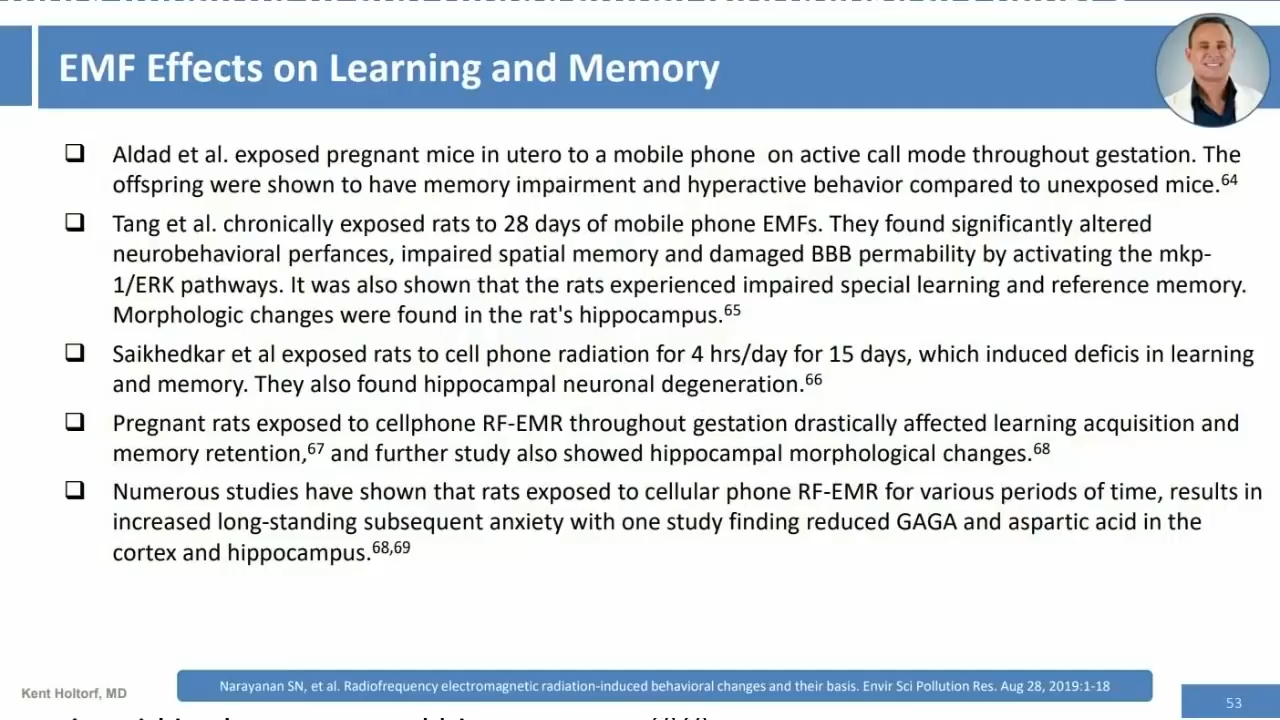 EMF Effects on Learning and Memory
Aldad et al. exposed pregnant mice in utero to a mobile phone on active call mode throughout gestation. The
offspring were shown to have memory impairment and hyperactive behavior compared to unexposed mice.64
Tang et al. chronically exposed rats to 28 days of mobile phone EMFs. They found significantly altered
neurobehavioral perfances, impaired spatial memory and damaged BBB permability by activating the mkp-
1/ERK pathways. It was also shown that the rats experienced impaired special learning and reference memory.
Morphologic changes were found in the rat's hippocampus.65
Saikhedkar et al exposed rats to cell phone radiation for 4 hrs/day for 15 days, which induced deficis in learning
and memory. They also found hippocampal neuronal degeneration.66
Pregnant rats exposed to cellphone RF-EMR throughout gestation drastically affected learning acquisition and
memory retention,67 and further study also showed hippocampal morphological changes.68
Numerous studies have shown that rats exposed to cellular phone RF-EMR for various periods of time, results in
increased long-standing subsequent anxiety with one study finding reduced GAGA and aspartic acid in the
cortex and hippocampus.68,69
Kent Holtorf, MD
Narayanan SN, et al. Radiofrequency electromagnetic radiation-induced behavioral changes and their basis. Envir Sci Pollution Res. Aug 28, 2019:1-18
53